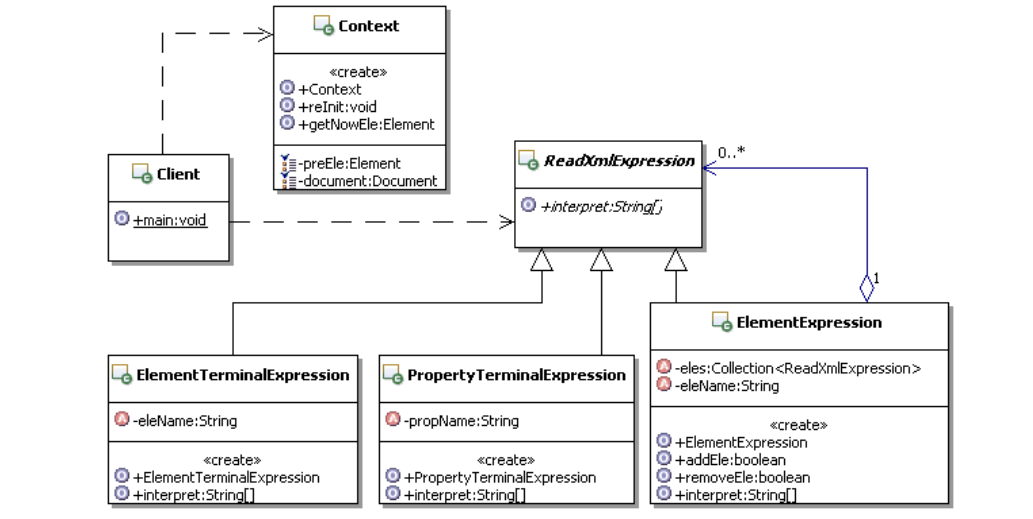 Context
«create»
+Context
+reInit:void
+getNowEle:Element
-preEle:Element
-document:Document
Client
+main:void
ReadXmlExpression
+interpret:String[]
0..*
1
ElementTerminalExpression
-eleName:String
«create»
+ElementTerminalExpression
+interpret:String[]
PropertyTerminalExpression
-propName:String
«create»
+PropertyTerminalExpression
+interpret:String[]
ElementExpression
-eles:Collection<ReadXmlExpression>
-eleName:String
«create»
+ElementExpression
+addEle:boolean
+removeEle:boolean
+interpret:String[]